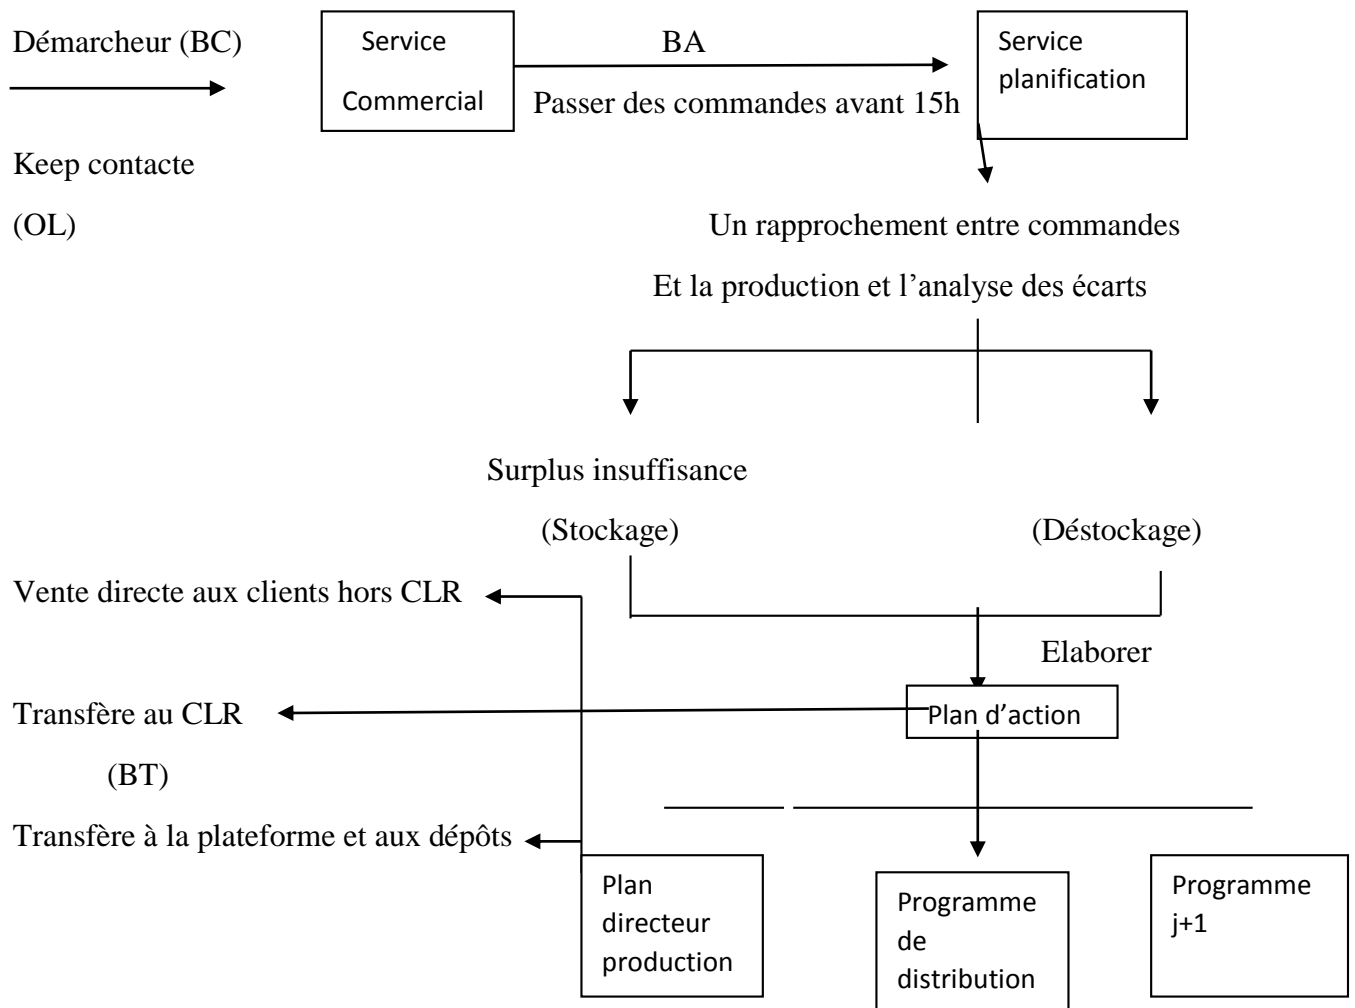 Démarcheur (BC)
Service
Commercial
BA
Passer des commandes avant 15h
Service
planification
Keep contacte
(OL)
Un rapprochement entre commandes
Et la production et l’analyse des écarts
Surplus insuffisance
(Stockage)
(Déstockage)
Vente directe aux clients hors CLR
Elaborer
Transfère au CLR
Plan d’action
(BT)
Transfère à la plateforme et aux dépôts
Plan
directeur
production
Programme
de
distribution
Programme
j+1